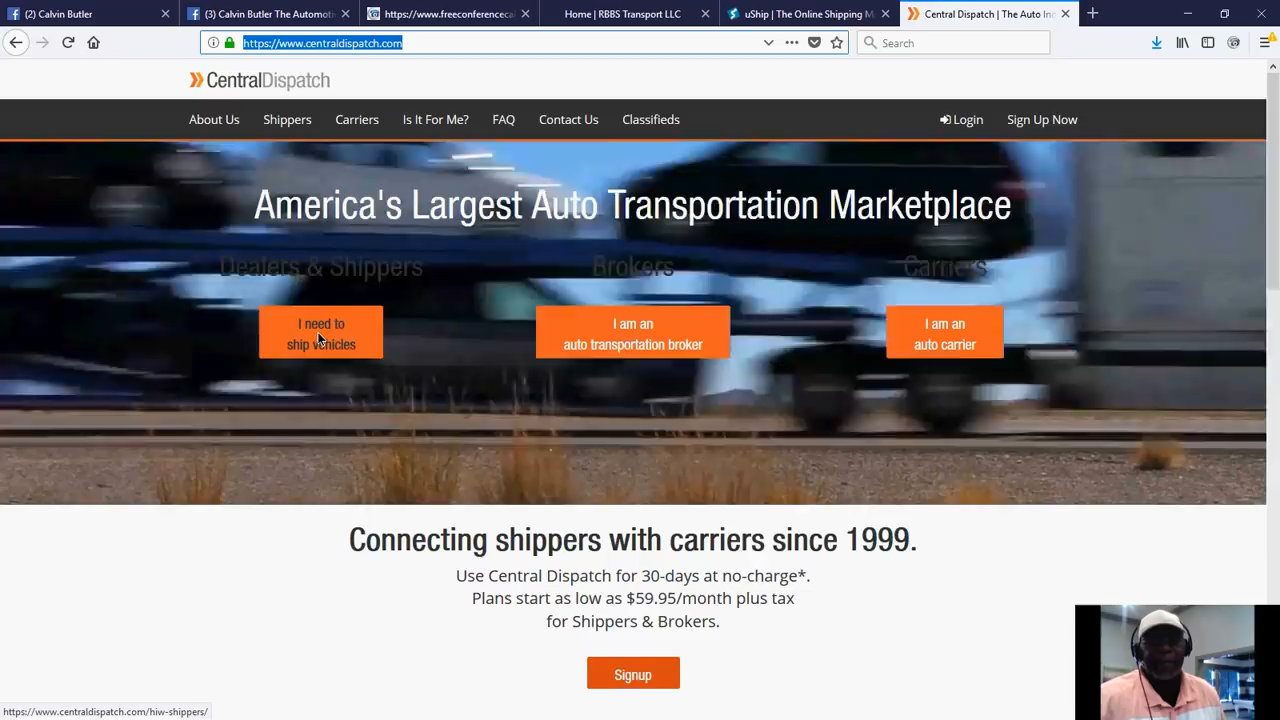 (2) Calvin Butler
(3) Calvin Butler The Automoti
https://www.freeconferenceca
Home | RBBS Transport LLC
uShip | The Online Shipping M
Central Dispatch | The Auto In
https://www.centraldispatch.com
Search
CentralDispatch
About Us
Shippers
Carriers
Is It For Me?
FAQ
Contact Us
Classifieds
Login
Sign Up Now
America's Largest Auto Transportation Marketplace
Dealers & Shippers
Brokers
Carriers
I need to
ship vehicles
I am an
auto transportation broker
I am an
auto carrier
Connecting shippers with carriers since 1999.
Use Central Dispatch for 30-days at no-charge*.
Plans start as low as $59.95/month plus tax
for Shippers & Brokers.
Signup
https://www.centraldispatch.com/hiw-shippers/